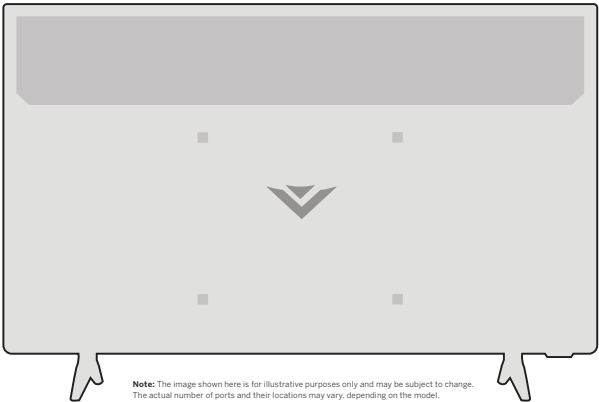 Note: The image shown here is for illustrative purposes only and may be subject to change.
The actual number of ports and their locations may vary, depending on the model.